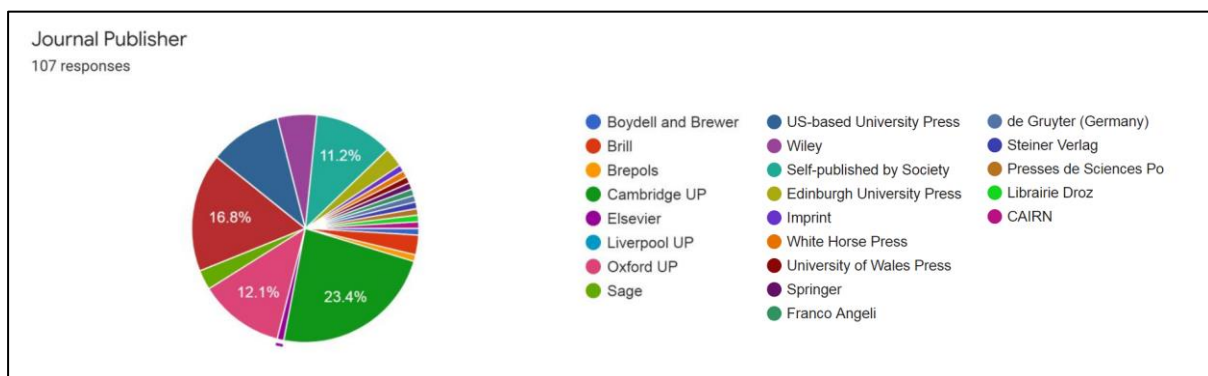 Journal Publisher
107 responses
11.2%
16.8%
12.1%
23.4%
Boydell and Brewer
Brill
Brepols
Cambridge UP
Elsevier
Liverpool UP
Oxford UP
Sage
US-based University Press
Wiley
Self-published by Society
Edinburgh University Press
Imprint
White Horse Press
University of Wales Press
Springer
Franco Angeli
de Gruyter (Germany)
Steiner Verlag
Presses de Sciences Po
Librairie Droz
CAIRN